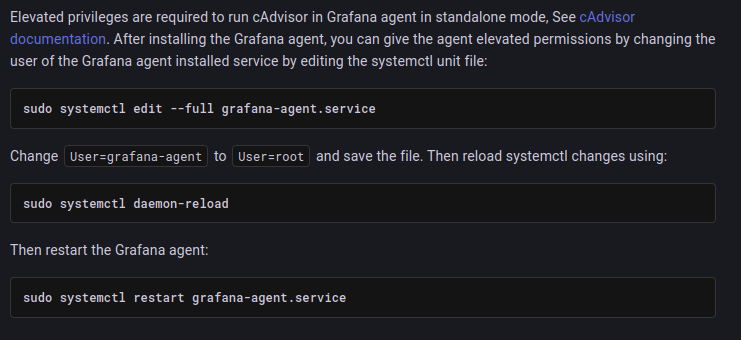 Elevated privileges are required to run cAdvisor in Grafana agent in standalone mode, See cAdvisor
documentation. After installing the Grafana agent, you can give the agent elevated permissions by changing the
user of the Grafana agent installed service by editing the systemctl unit file:
sudo systemctl edit --full grafana-agent.service
Change User=grafana-agent to User=root and save the file. Then reload systemctl changes using:
sudo systemctl daemon-reload
Then restart the Grafana agent:
sudo systemctl restart grafana-agent.service